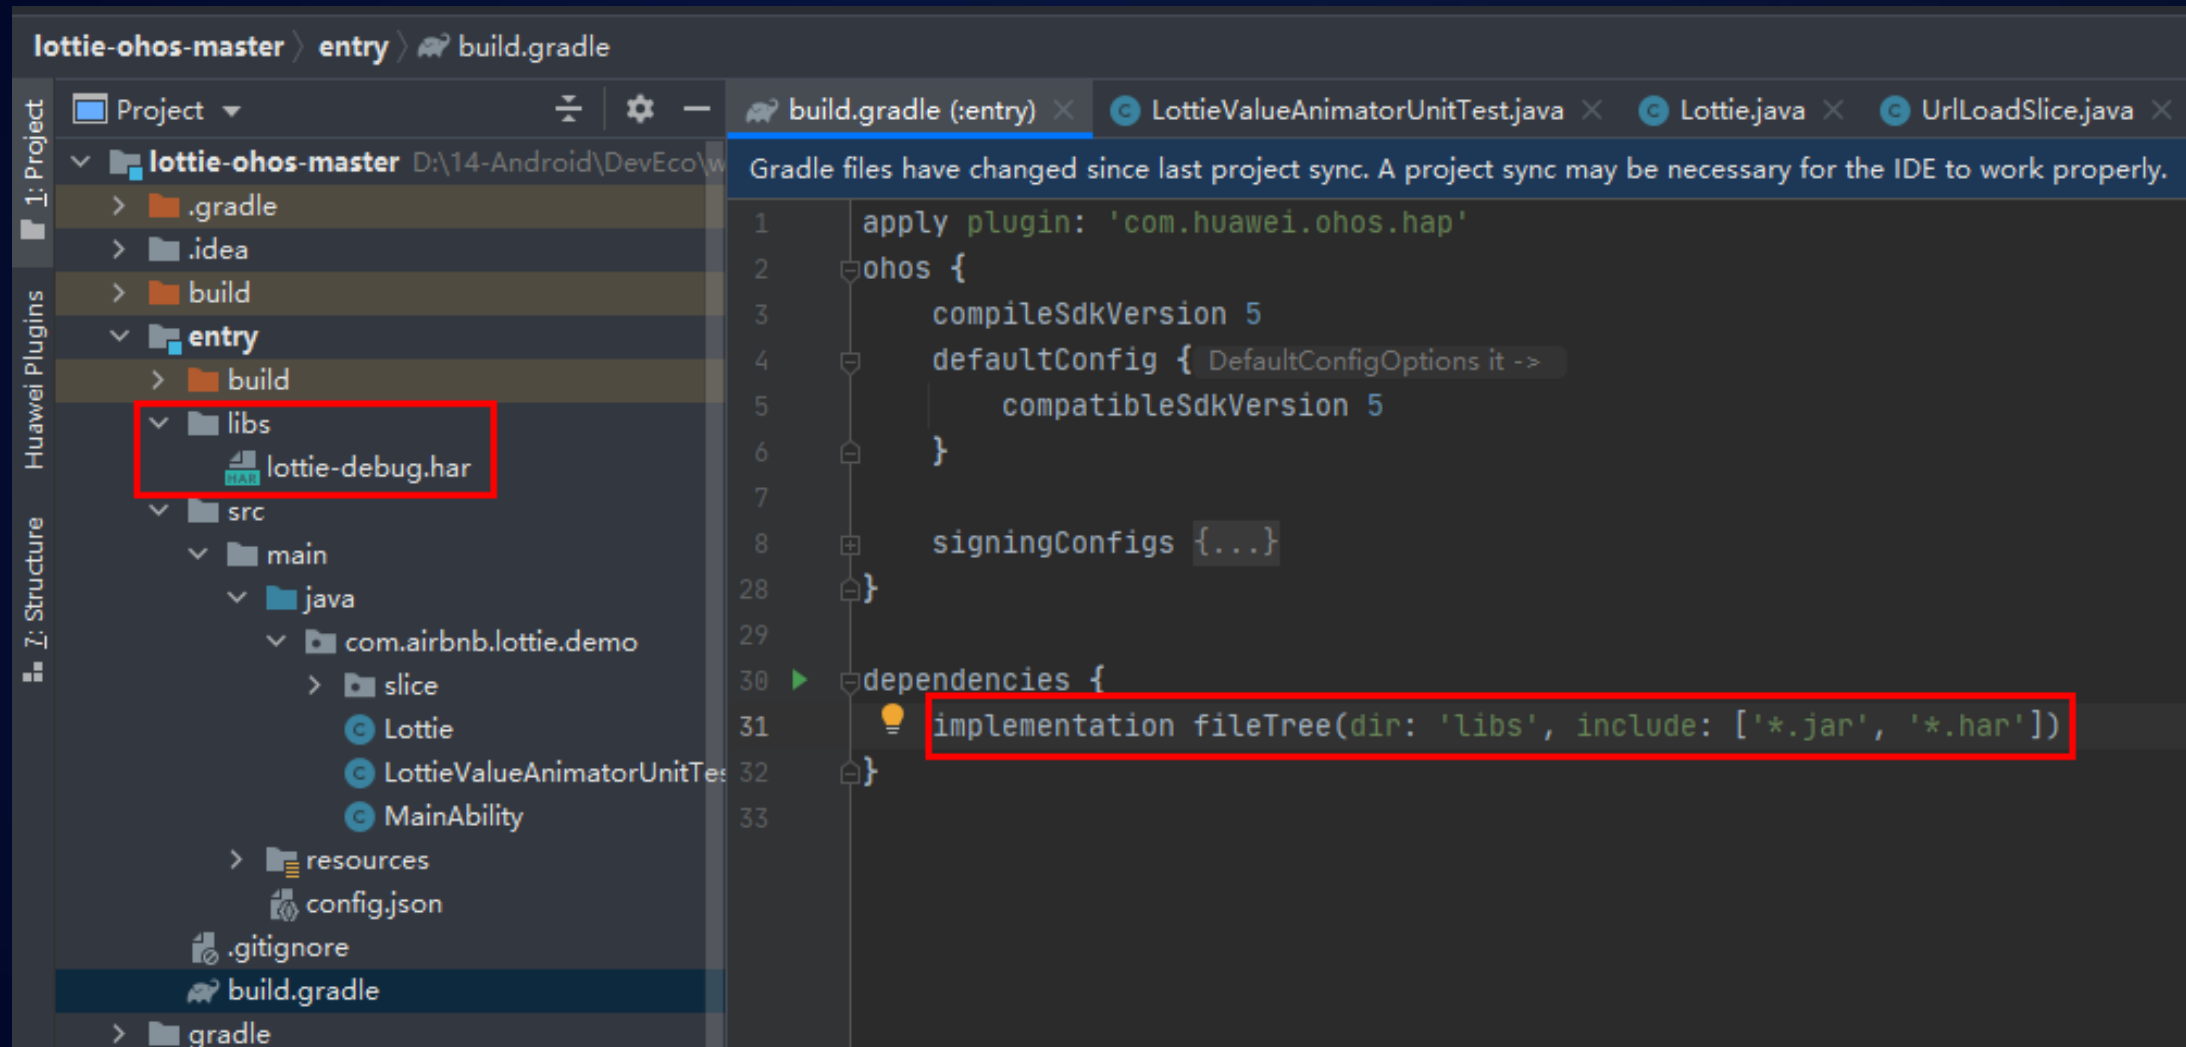 lottie-ohos-master 〉 entry 〉 build.gradle
1: Project
Huawei Plugins
7: Structure
Project
lottie-ohos-master D:\14-Android\DevEco\w
.gradle
.idea
build
entry
build
libs
HAR lottie-debug.har
src
main
java
com.airbnb.lottie.demo
slice
C Lottie
C LottieValueAnimatorUnitTes
C MainAbility
resources
config.json
.gitignore
build.gradle
gradle
build.gradle (:entry) × C LottieValueAnimatorUnitTest.java × C Lottie.java × C UrlLoadSlice.java ×
Gradle files have changed since last project sync. A project sync may be necessary for the IDE to work properly.
1 apply plugin: 'com.huawei.ohos.hap'
2 ohos {
3 compileSdkVersion 5
4 defaultConfig { DefaultConfigOptions it ->
5 compatibleSdkVersion 5
6 }
7
8 signingConfigs {...}
28 }
29
30 dependencies {
31 implementation fileTree(dir: 'libs', include: ['*.jar', '*.har'])
32 }
33